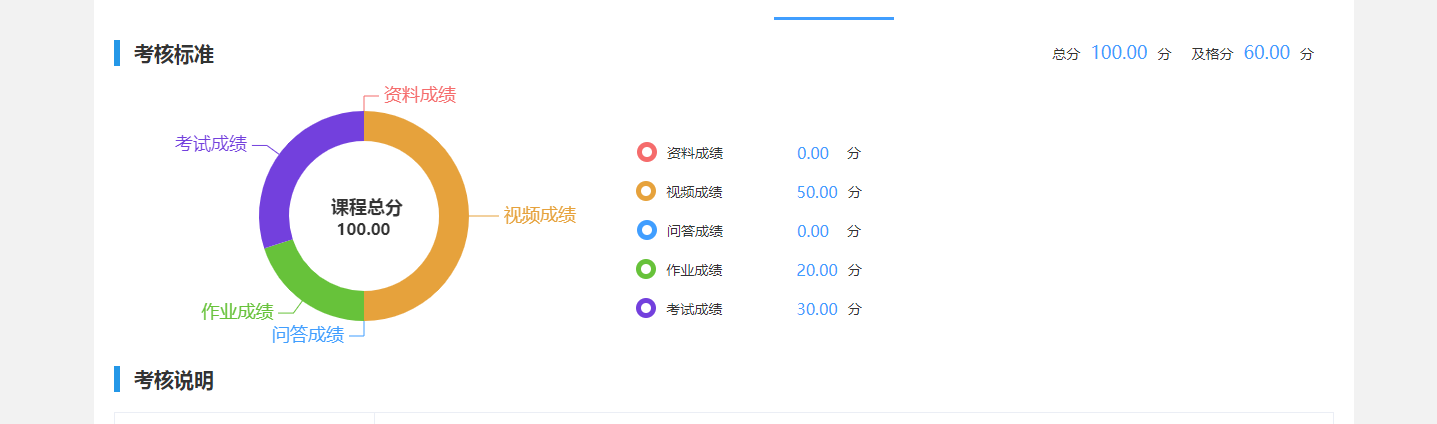 考核标准
总分 100.00 分 及格分 60.00 分
资料成绩
考试成绩
课程总分
100.00
视频成绩
作业成绩
问答成绩
资料成绩 0.00 分
视频成绩 50.00 分
问答成绩 0.00 分
作业成绩 20.00 分
考试成绩 30.00 分
考核说明